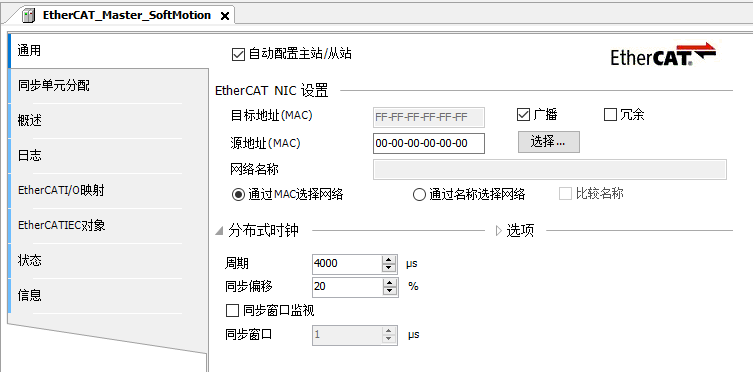 EtherCAT_Master_SoftMotion
通用
同步单元分配
概述
日志
EtherCATI/O映射
EtherCATIEC对象
状态
信息
自动配置主站/从站
EtherCAT
EtherCAT NIC 设置
目标地址(MAC) FF-FF-FF-FF-FF-FF 广播 冗余
源地址(MAC) 00-00-00-00-00-00 选择...
网络名称
通过MAC选择网络 通过名称选择网络 比较名称
分布式时钟 选项
周期 4000 µs
同步偏移 20 %
同步窗口监视
同步窗口 1 µs